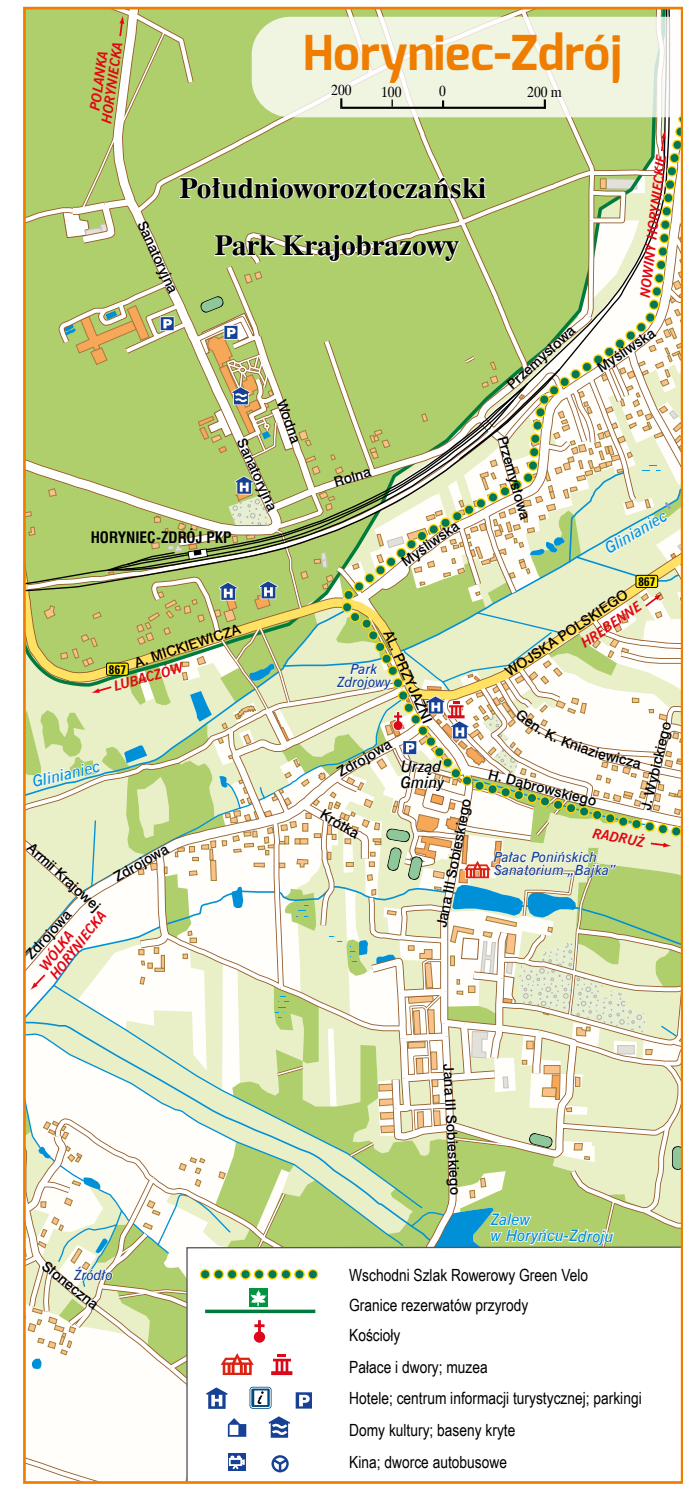 Horyniec-Zdrój
200 100 0 200 m
POLANKA
HORYNIECKA
Południoworoztoczański
Park Krajobrazowy
NOWINY HORYNIECKIE
Sanatoryjna
P
P
Przemysłowa
Myśliwska
Wodna
Sanatoryjna
Przemysłowa
Rolna
H
HORYNIEC-ZDRÓJ PKP
Myśliwska
Glinianiec
H
H
867
WOJSKA POLSKIEGO
HREBENNE
A. MICKIEWICZA
867
LUBACZÓW
AL. PRZYJAŹNI
Park
Zdrojowy
H
H
Gen. K. Kniaziewicza
J. Wybickiego
Glinianiec
Zdrojowa
P
Urząd
Gminy
H. Dąbrowskiego
RADRUŻ
Krótka
Jana III Sobieskiego
Pałac Ponińskich
Sanatorium „Bajka”
Zdrojowa
Armii Krajowej
Zdrojowa
WÓLKA
HORYNIECKA
Jana III Sobieskiego
Zalew
w Horyńcu-Zdroju
Źródło
Słoneczna
Wschodni Szlak Rowerowy Green Velo
Granice rezerwatów przyrody
Kościoły
Pałace i dwory; muzea
H i P Hotele; centrum informacji turystycznej; parkingi
Domy kultury; baseny kryte
Kina; dworce autobusowe